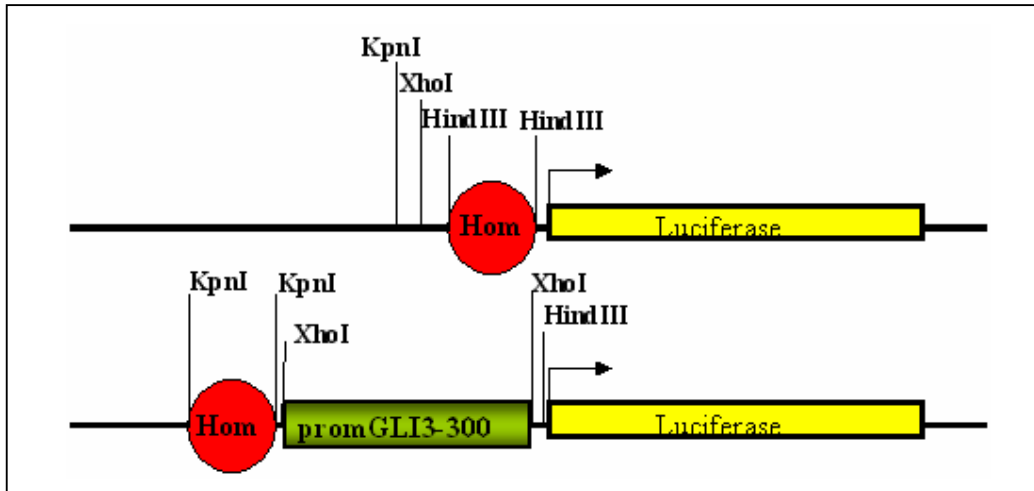 KpnI
XhoI
HindIII HindIII
Hom Luciferase
KpnI KpnI XhoI
HindIII
XhoI
Hom promGLI3-300 Luciferase